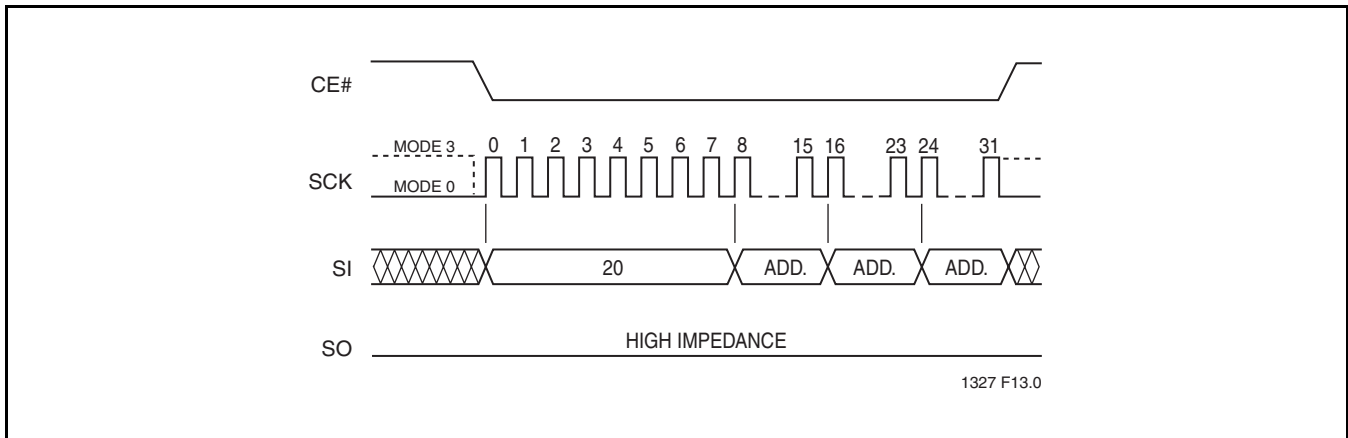 CE#
MODE 3 0 1 2 3 4 5 6 7 8 15 16 23 24 31
SCK
MODE 0
SI 20 ADD. ADD. ADD.
SO HIGH IMPEDANCE
1327 F13.0